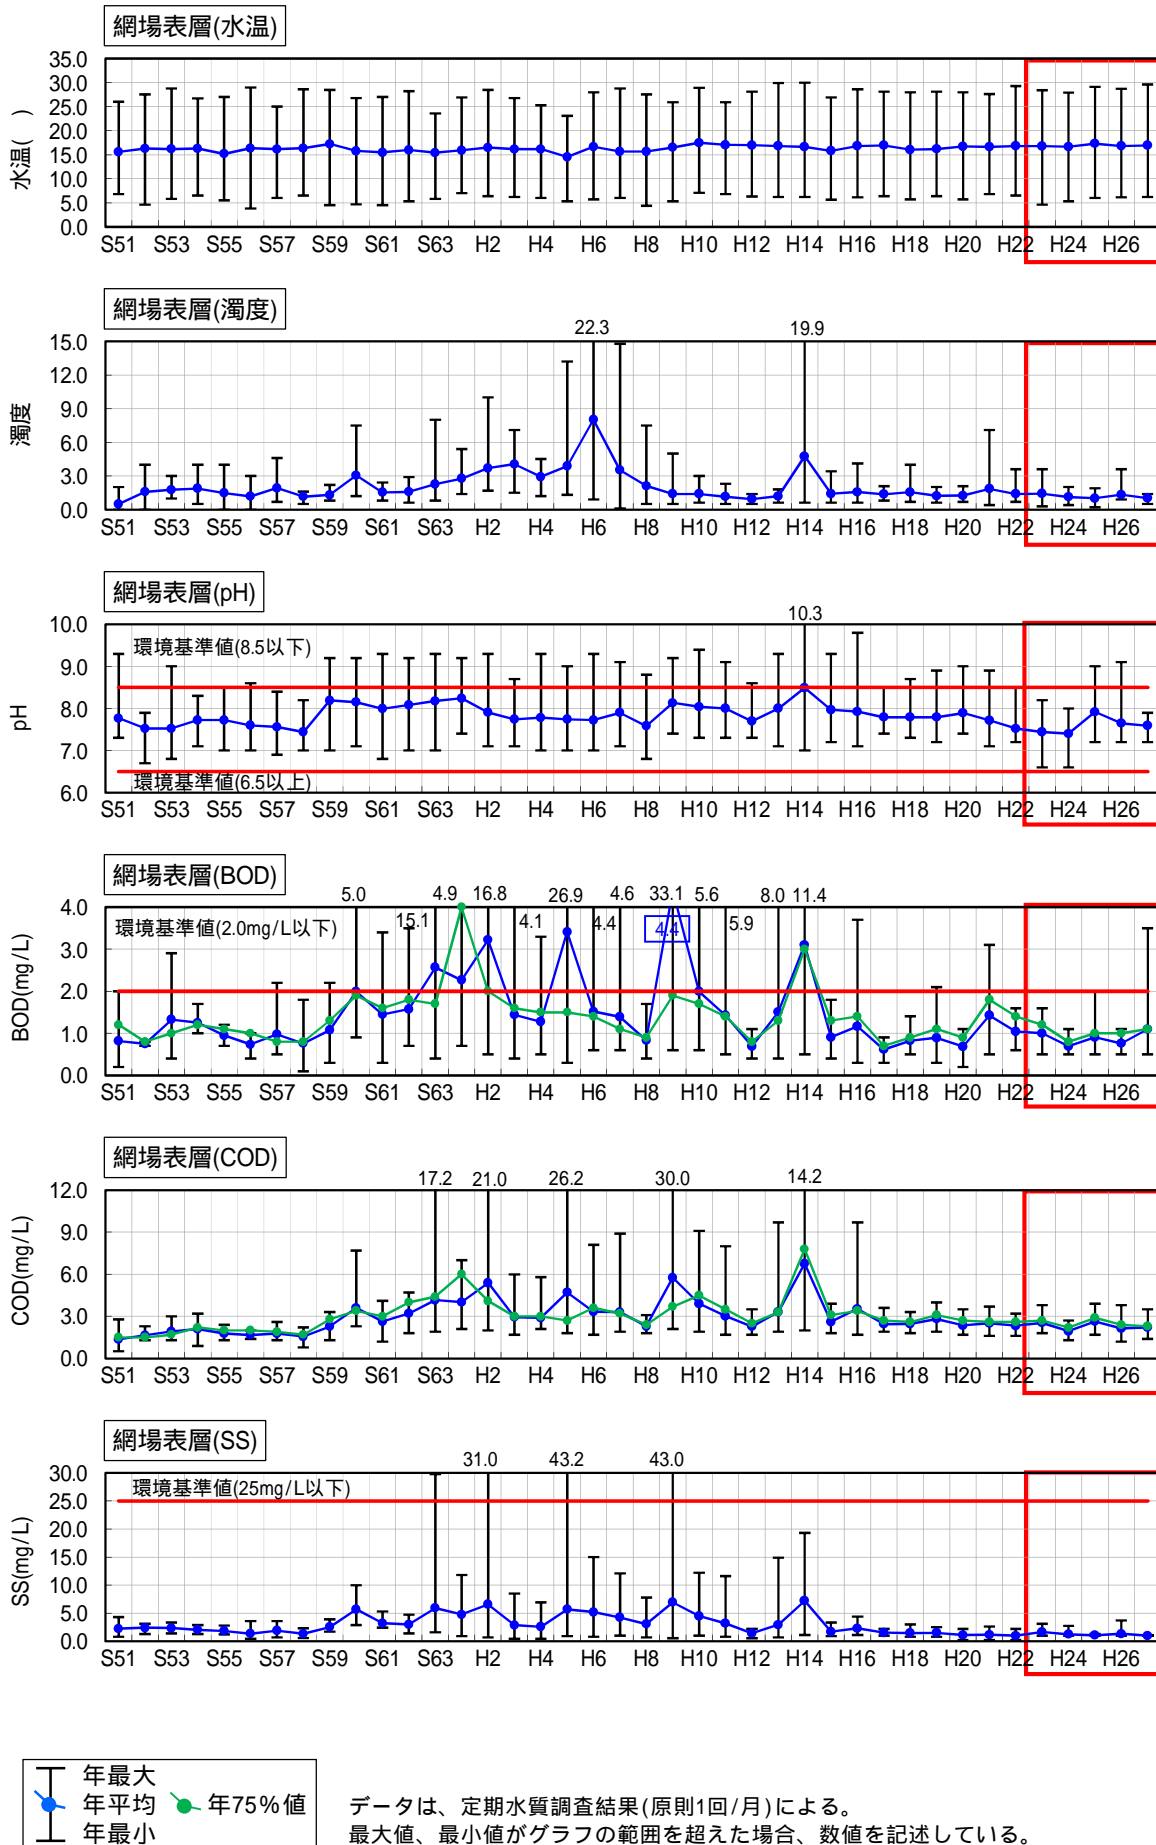 網場表層(水温)
水温( )
35.0
30.0
25.0
20.0
15.0
10.0
5.0
0.0
S51 S53 S55 S57 S59 S61 S63 H2 H4 H6 H8 H10 H12 H14 H16 H18 H20 H22 H24 H26
網場表層(濁度)
22.3 19.9
濁度
15.0
12.0
9.0
6.0
3.0
0.0
S51 S53 S55 S57 S59 S61 S63 H2 H4 H6 H8 H10 H12 H14 H16 H18 H20 H22 H24 H26
網場表層(pH)
10.3
pH
10.0
環境基準値(8.5以下)
9.0
8.0
7.0
環境基準値(6.5以上)
6.0
S51 S53 S55 S57 S59 S61 S63 H2 H4 H6 H8 H10 H12 H14 H16 H18 H20 H22 H24 H26
網場表層(BOD)
5.0 4.9 16.8 26.9 4.6 33.1 5.6 8.0 11.4
15.1 4.1 4.4 5.9
4.4
BOD(mg/L)
4.0
環境基準値(2.0mg/L以下)
3.0
2.0
1.0
0.0
S51 S53 S55 S57 S59 S61 S63 H2 H4 H6 H8 H10 H12 H14 H16 H18 H20 H22 H24 H26
網場表層(COD)
17.2 21.0 26.2 30.0 14.2
COD(mg/L)
12.0
9.0
6.0
3.0
0.0
S51 S53 S55 S57 S59 S61 S63 H2 H4 H6 H8 H10 H12 H14 H16 H18 H20 H22 H24 H26
網場表層(SS)
31.0 43.2 43.0
SS(mg/L)
30.0
環境基準値(25mg/L以下)
25.0
20.0
15.0
10.0
5.0
0.0
S51 S53 S55 S57 S59 S61 S63 H2 H4 H6 H8 H10 H12 H14 H16 H18 H20 H22 H24 H26
年最大
年平均 年75%値
年最小
データは、定期水質調査結果(原則1回/月)による。
最大値、最小値がグラフの範囲を超えた場合、数値を記述している。